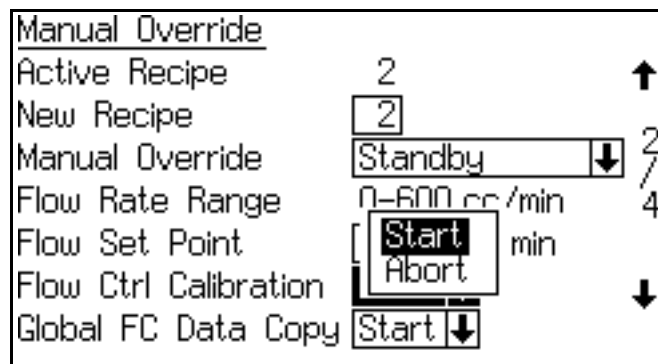 Manual Override
Active Recipe 2
New Recipe 2
Manual Override Standby
Flow Rate Range 0-600 cc/min
Flow Set Point [ min
Start
Abort
Flow Ctrl Calibration
Global FC Data Copy Start
2
/
4